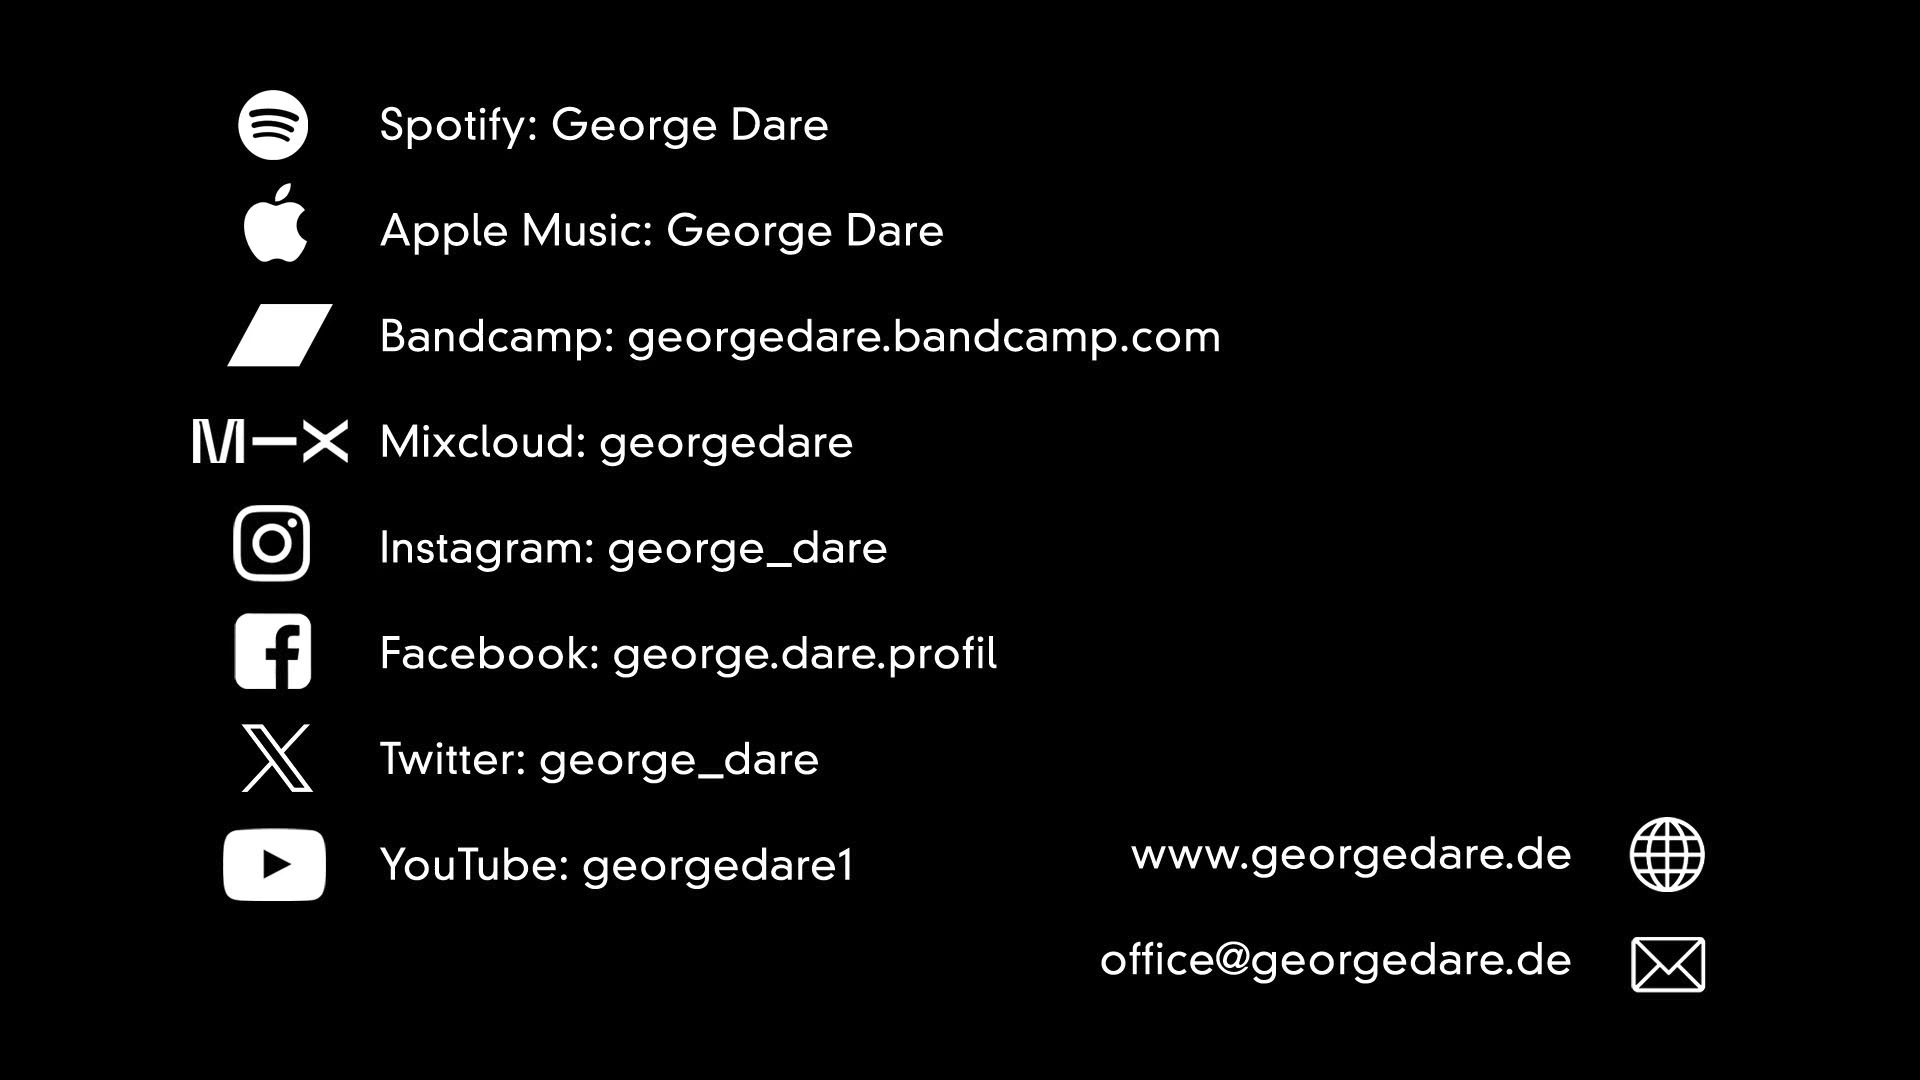 Spotify: George Dare
Apple Music: George Dare
Bandcamp: georgedare.bandcamp.com
M–X Mixcloud: georgedare
Instagram: george_dare
Facebook: george.dare.profil
Twitter: george_dare
YouTube: georgedare1
www.georgedare.de
office@georgedare.de